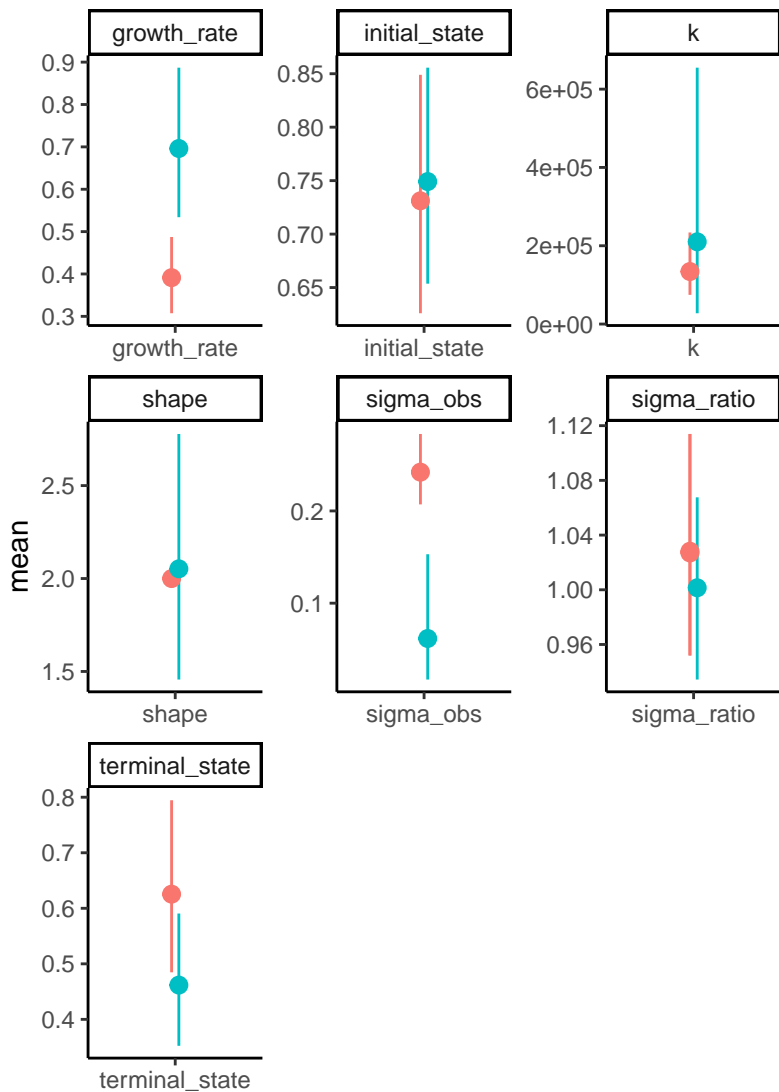 growth_rate
initial_state
k
0.9
0.8
0.7
0.6
0.5
0.4
0.3
0.85
0.80
0.75
0.70
0.65
6e+05
4e+05
2e+05
0e+00
growth_rate
initial_state
k
shape
sigma_obs
sigma_ratio
mean
2.5
2.0
1.5
0.2
0.1
1.12
1.08
1.04
1.00
0.96
shape
sigma_obs
sigma_ratio
terminal_state
0.8
0.7
0.6
0.5
0.4
terminal_state